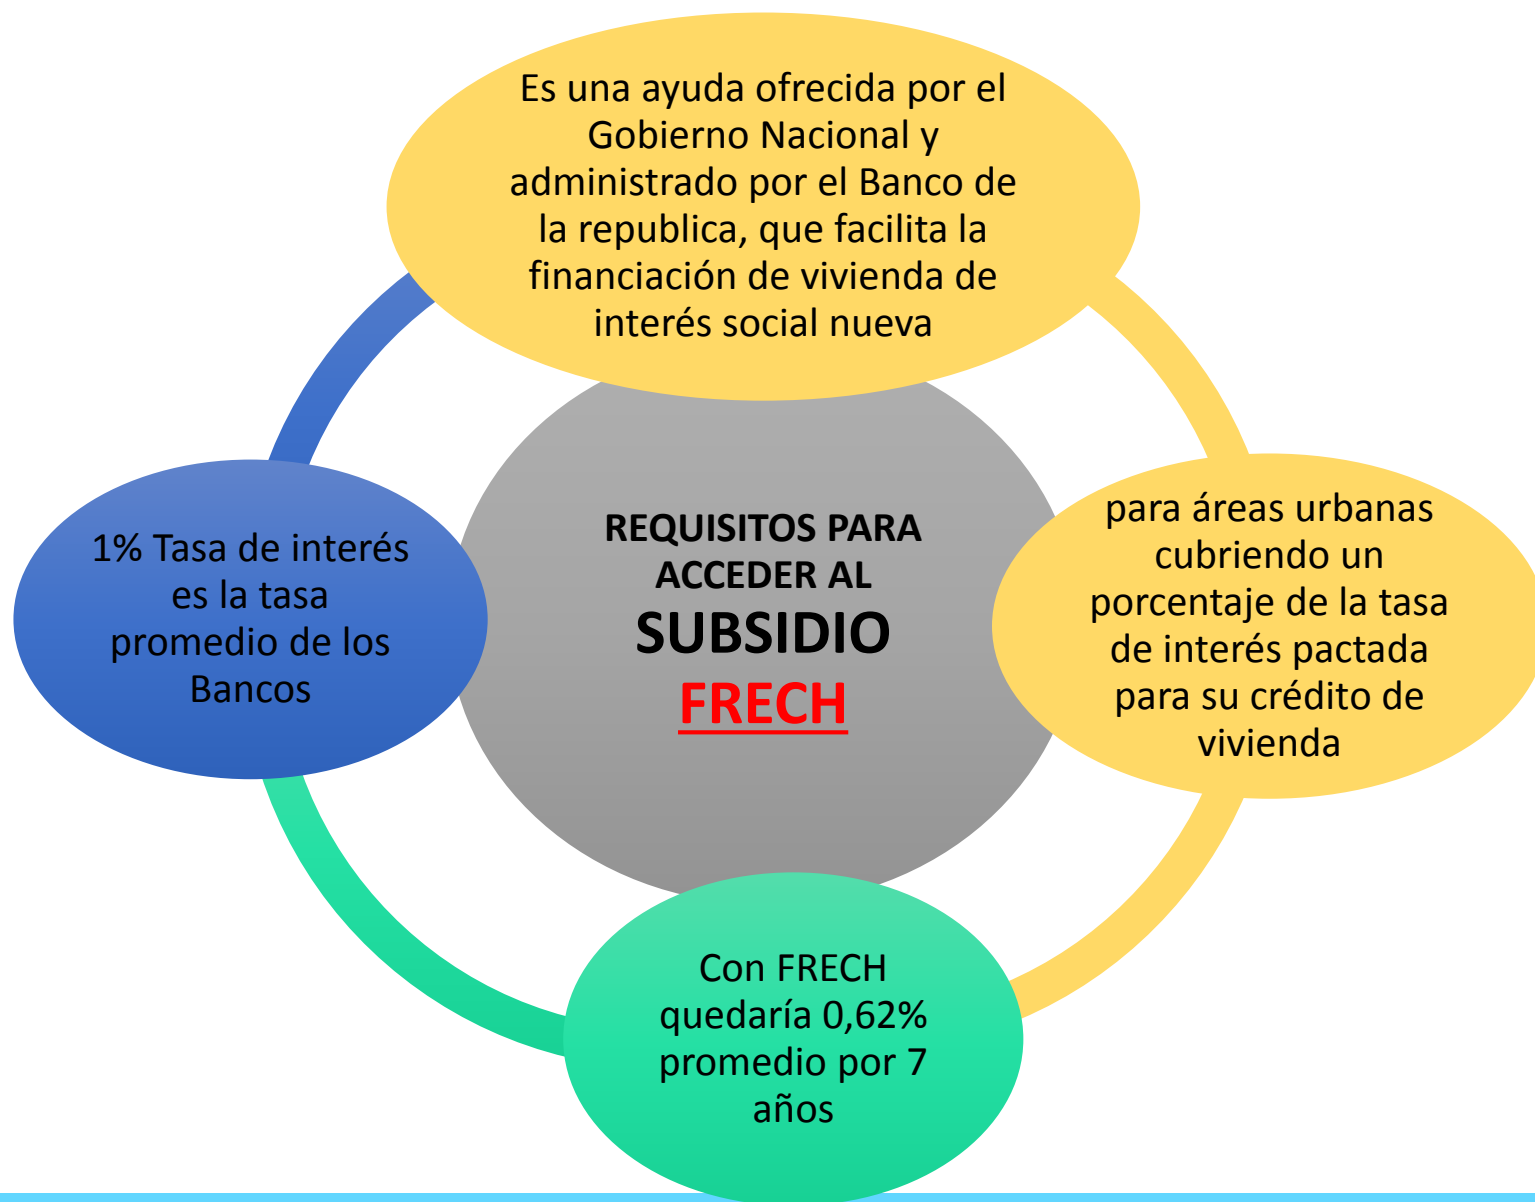 Es una ayuda ofrecida por el
Gobierno Nacional y
administrado por el Banco de
la republica, que facilita la
financiación de vivienda de
interés social nueva
REQUISITOS PARA
ACCEDER AL
SUBSIDIO
FRECH
para áreas urbanas
cubriendo un
porcentaje de la tasa
de interés pactada
para su crédito de
vivienda
Con FRECH
quedaría 0,62%
promedio por 7
años
1% Tasa de interés
es la tasa
promedio de los
Bancos